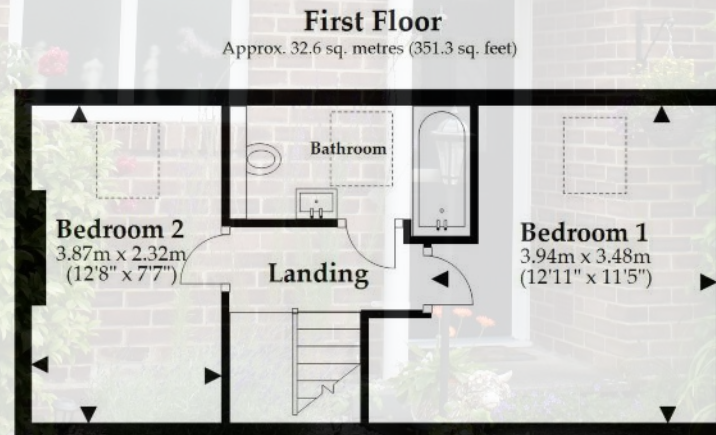 First Floor
Approx. 32.6 sq. metres (351.3 sq. feet)
Bathroom
Bedroom 2
3.87m x 2.32m
(12'8" x 7'7")
Landing
Bedroom 1
3.94m x 3.48m
(12'11" x 11'5")